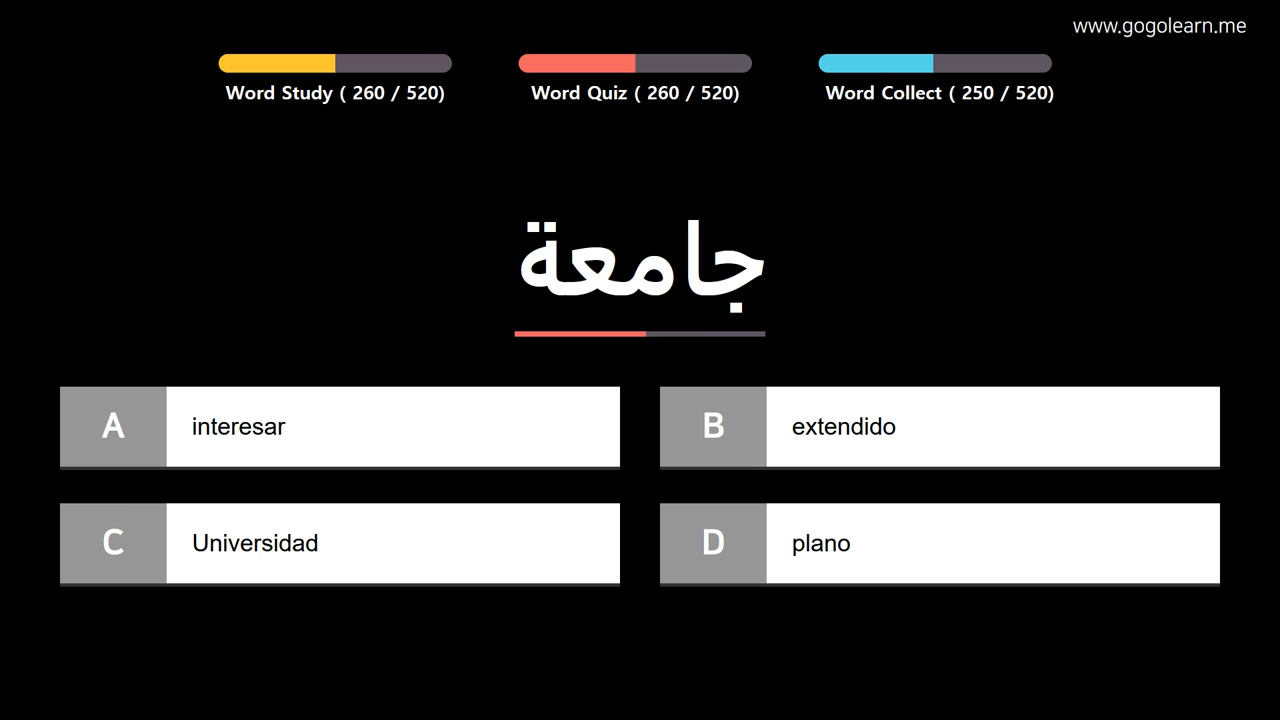 www.gogolearn.me
Word Study ( 260 / 520)
Word Quiz ( 260 / 520)
Word Collect ( 250 / 520)
جامعة
A
interesar
B
extendido
C
Universidad
D
plano